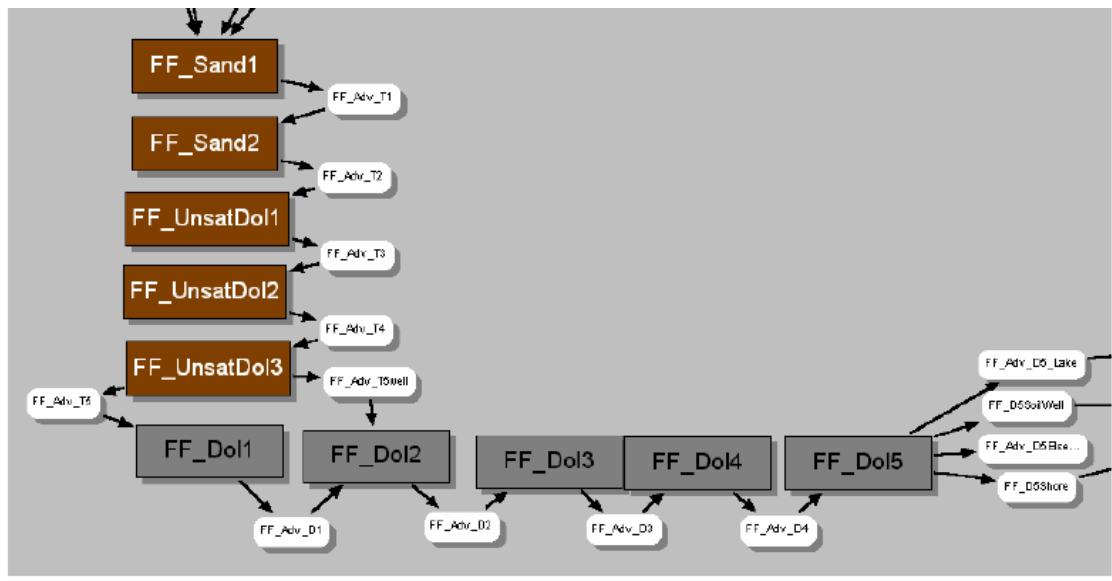 FF_Sand1
FF_Adv_T1
FF_Sand2
FF_Adv_T2
FF_UnsatDol1
FF_Adv_T3
FF_UnsatDol2
FF_Adv_T4
FF_UnsatDol3
FF_Adv_T5well
FF_Adv_T5
FF_Dol1
FF_Dol2
FF_Dol3
FF_Dol4
FF_Dol5
FF_Adv_D5_Lake
FF_D5SoilWell
FF_Adv_D5Else...
FF_D5Shore
FF_Adv_D1
FF_Adv_D2
FF_Adv_D3
FF_Adv_D4